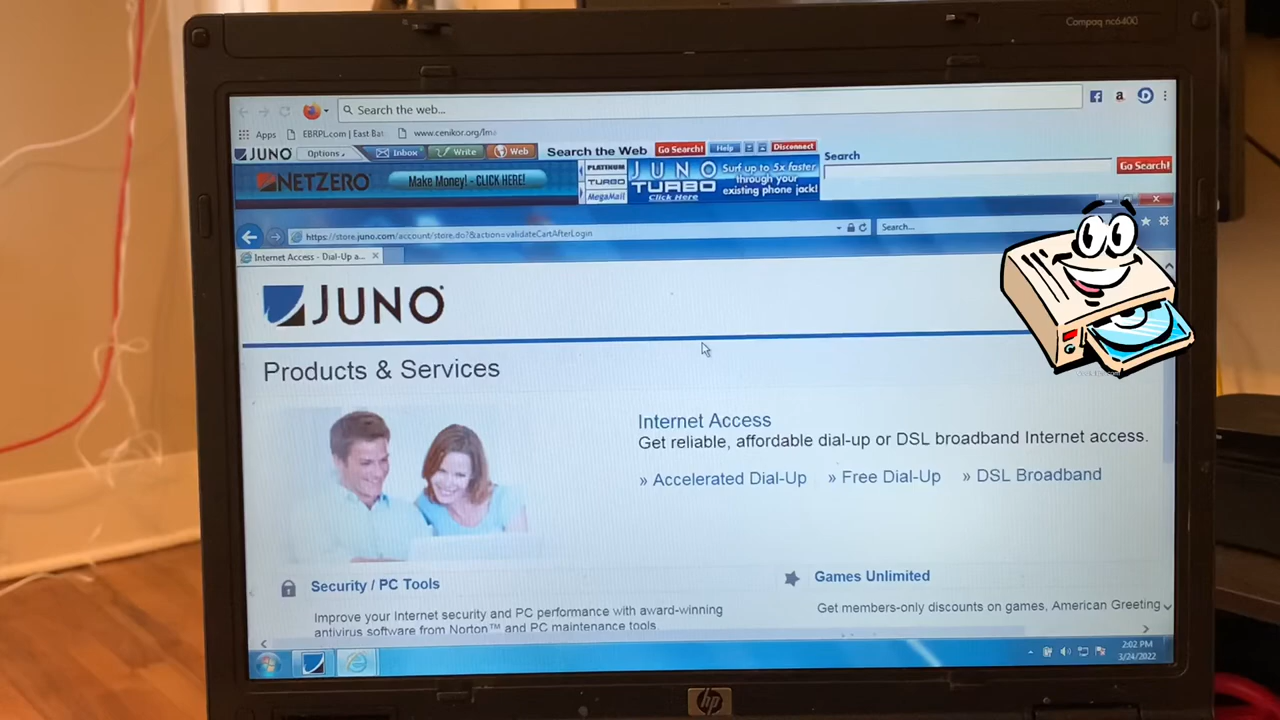 Compaq nc6400
Search the web...
Apps
EBRPL.com | East Bat
www.cenikor.org/Ima
JUNO
Options
Inbox
Write
Web
Search the Web
Go Search!
Help
Disconnect
Search
Go Search!
NETZERO
Make Money! - CLICK HERE!
PLATINUM
TURBO
MegaMail
JUNO
TURBO
Click Here
Surf up to 5x faster
through your
existing phone jack!
https://store.juno.com/account/store.do?&action=validateCartAfterLogin
Search...
Internet Access - Dial-Up a...
JUNO
Products & Services
Internet Access
Get reliable, affordable dial-up or DSL broadband Internet access.
» Accelerated Dial-Up » Free Dial-Up » DSL Broadband
Security / PC Tools
Improve your Internet security and PC performance with award-winning
antivirus software from Norton™ and PC maintenance tools.
Games Unlimited
Get members-only discounts on games, American Greeting
2:02 PM
3/24/2022
hp